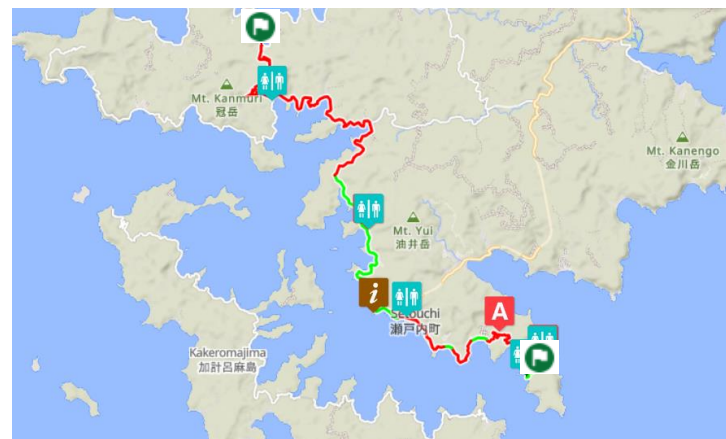 Mt. Kanmuri
冠岳
Mt. Kanengo
金川岳
Mt. Yui
油井岳
i
A
Setouchi
瀬戸内町
Kakeromajima
加計呂麻島